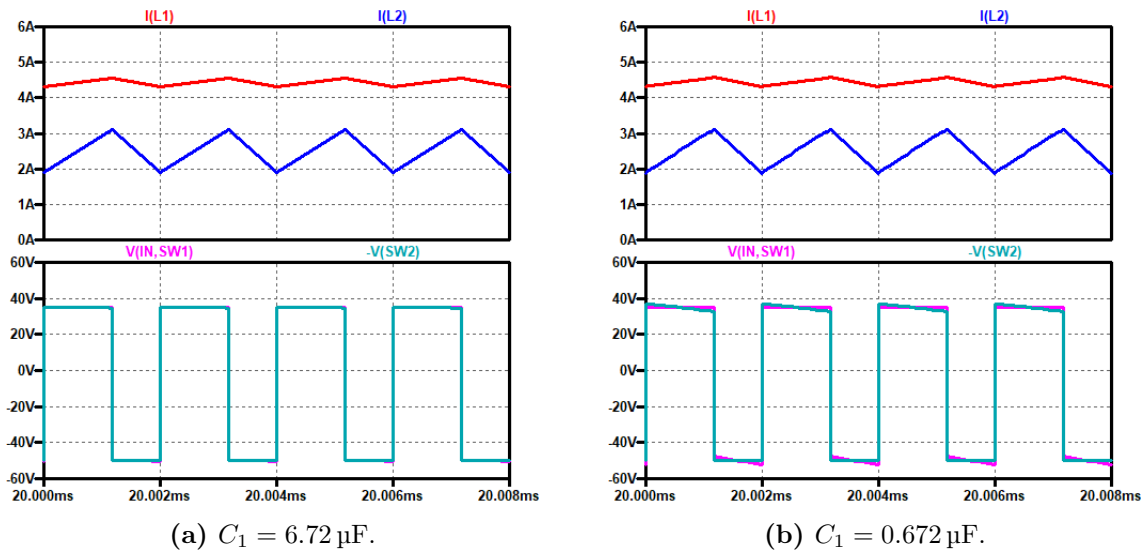 I(L1) I(L2)
6A
5A
4A
3A
2A
1A
0A
V(IN,SW1) -V(SW2)
60V
40V
20V
0V
-20V
-40V
-60V
20.000ms 20.002ms 20.004ms 20.006ms 20.008ms
(a) C₁ = 6.72 µF.
I(L1) I(L2)
6A
5A
4A
3A
2A
1A
0A
V(IN,SW1) -V(SW2)
60V
40V
20V
0V
-20V
-40V
-60V
20.000ms 20.002ms 20.004ms 20.006ms 20.008ms
(b) C₁ = 0.672 µF.